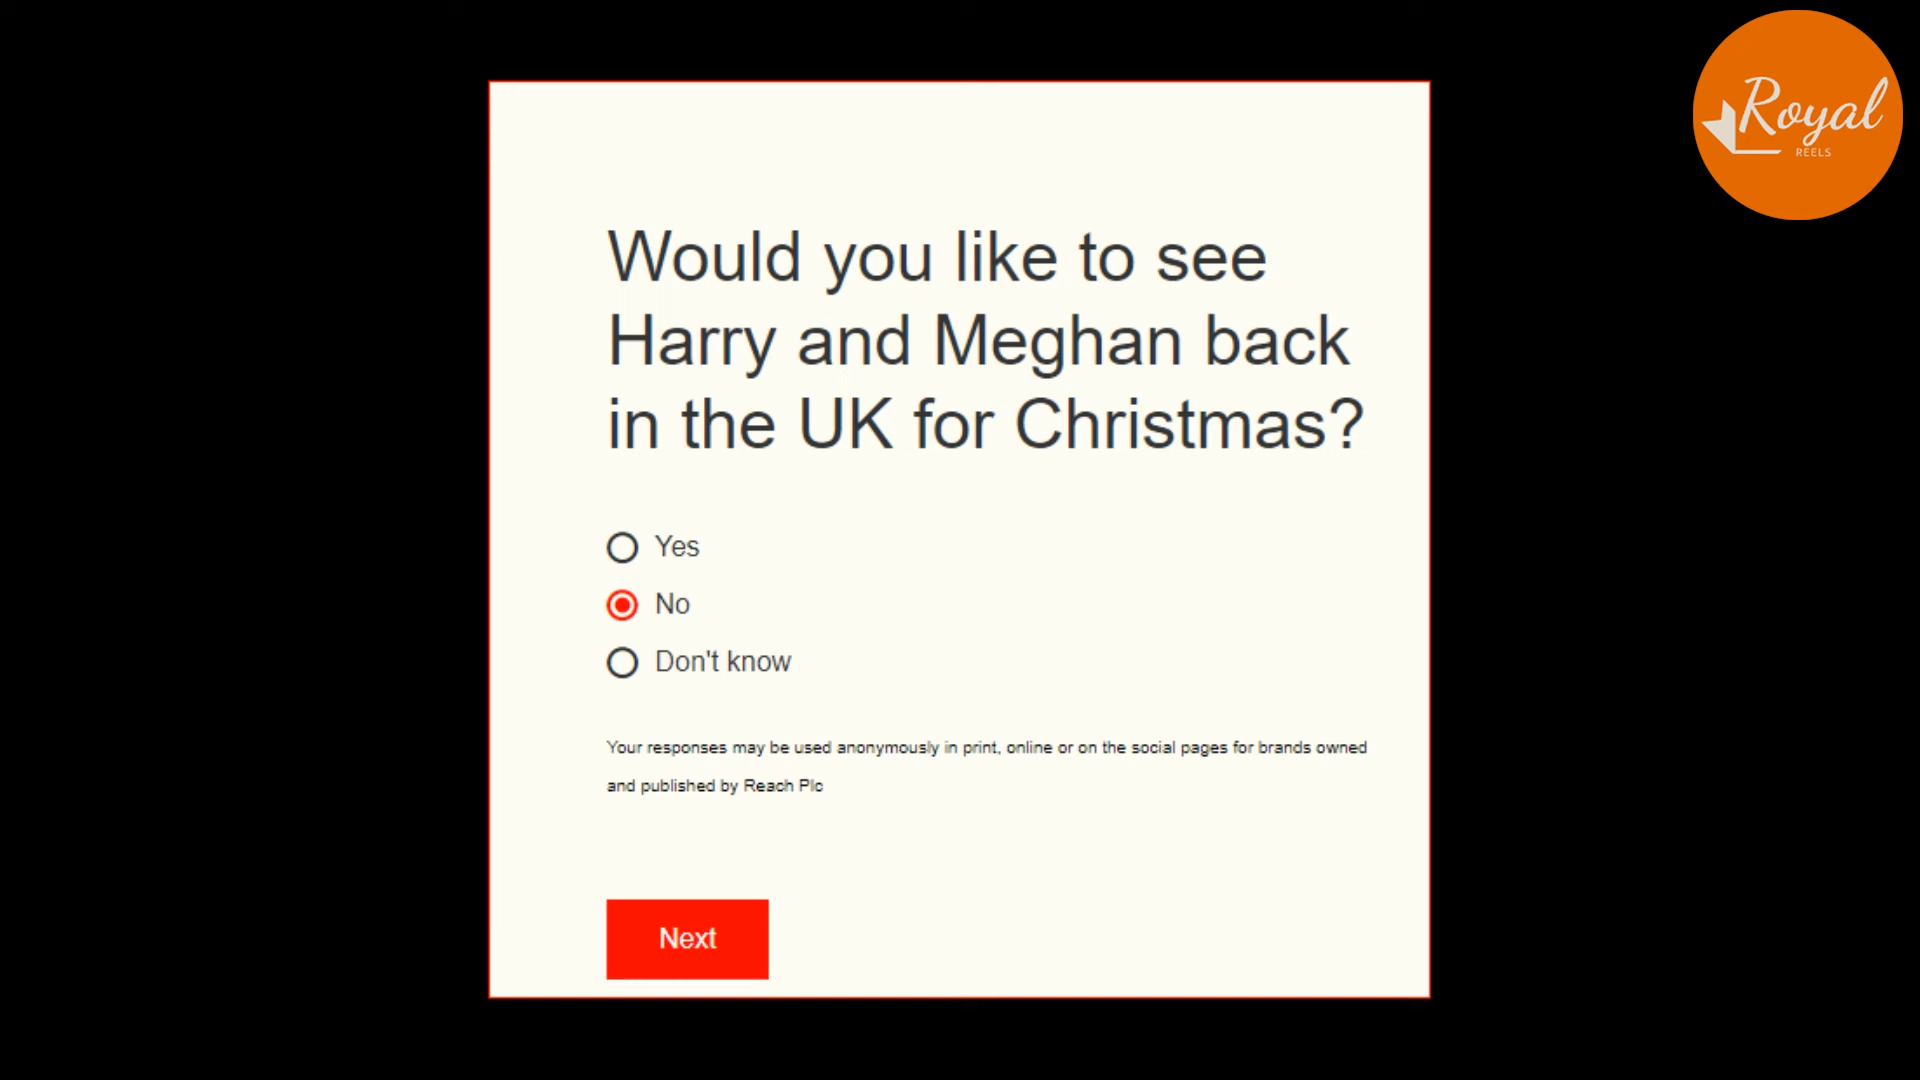 Royal
REELS
Would you like to see
Harry and Meghan back
in the UK for Christmas?
Yes
No
Don't know
Your responses may be used anonymously in print, online or on the social pages for brands owned
and published by Reach Plc
Next